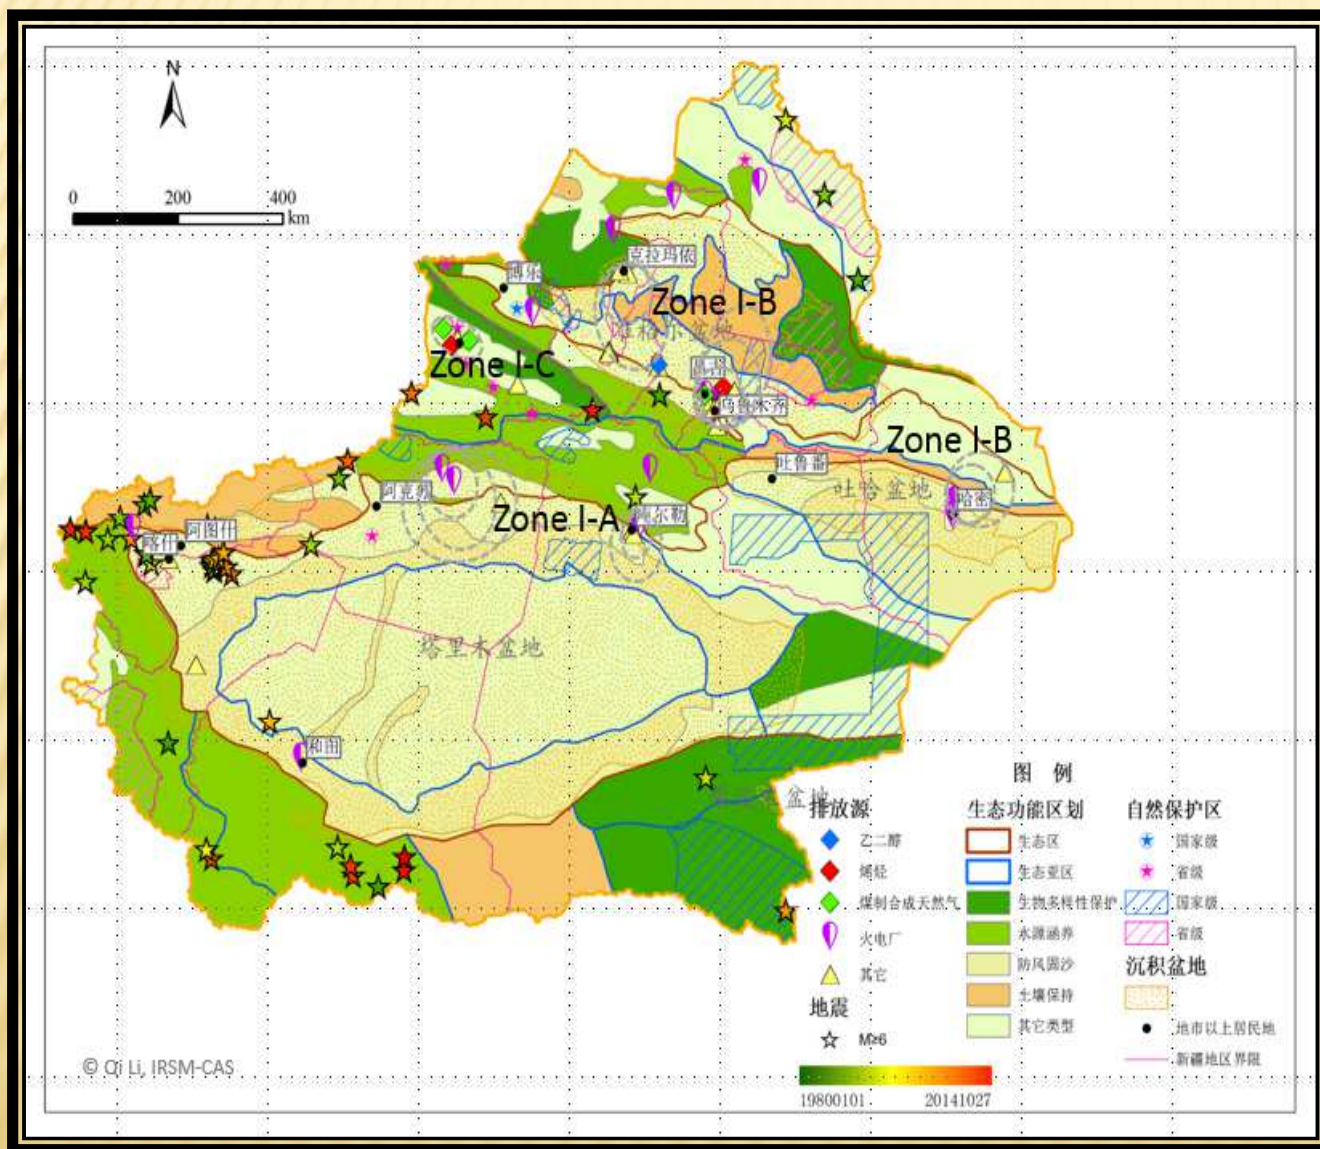 N
0 200 400
km
克拉玛依
博乐
Zone I-B
准格尔盆地
Zone I-C
昌吉
乌鲁木齐
Zone I-B
吐鲁番
吐哈盆地
哈密
阿克苏
Zone I-A
库尔勒
阿图什
喀什
塔里木盆地
和田
盆地
图 例
排放源
乙二醇
烯烃
煤制合成天然气
火电厂
其它
地震
M≥6
19800101 20141027
生态功能区划
生态区
生态亚区
生物多样性保护
水源涵养
防风固沙
土壤保持
其它类型
自然保护区
国家级
省级
国家级
省级
沉积盆地
地市以上居民地
新疆地区界限
© Qi Li, IRSM-CAS